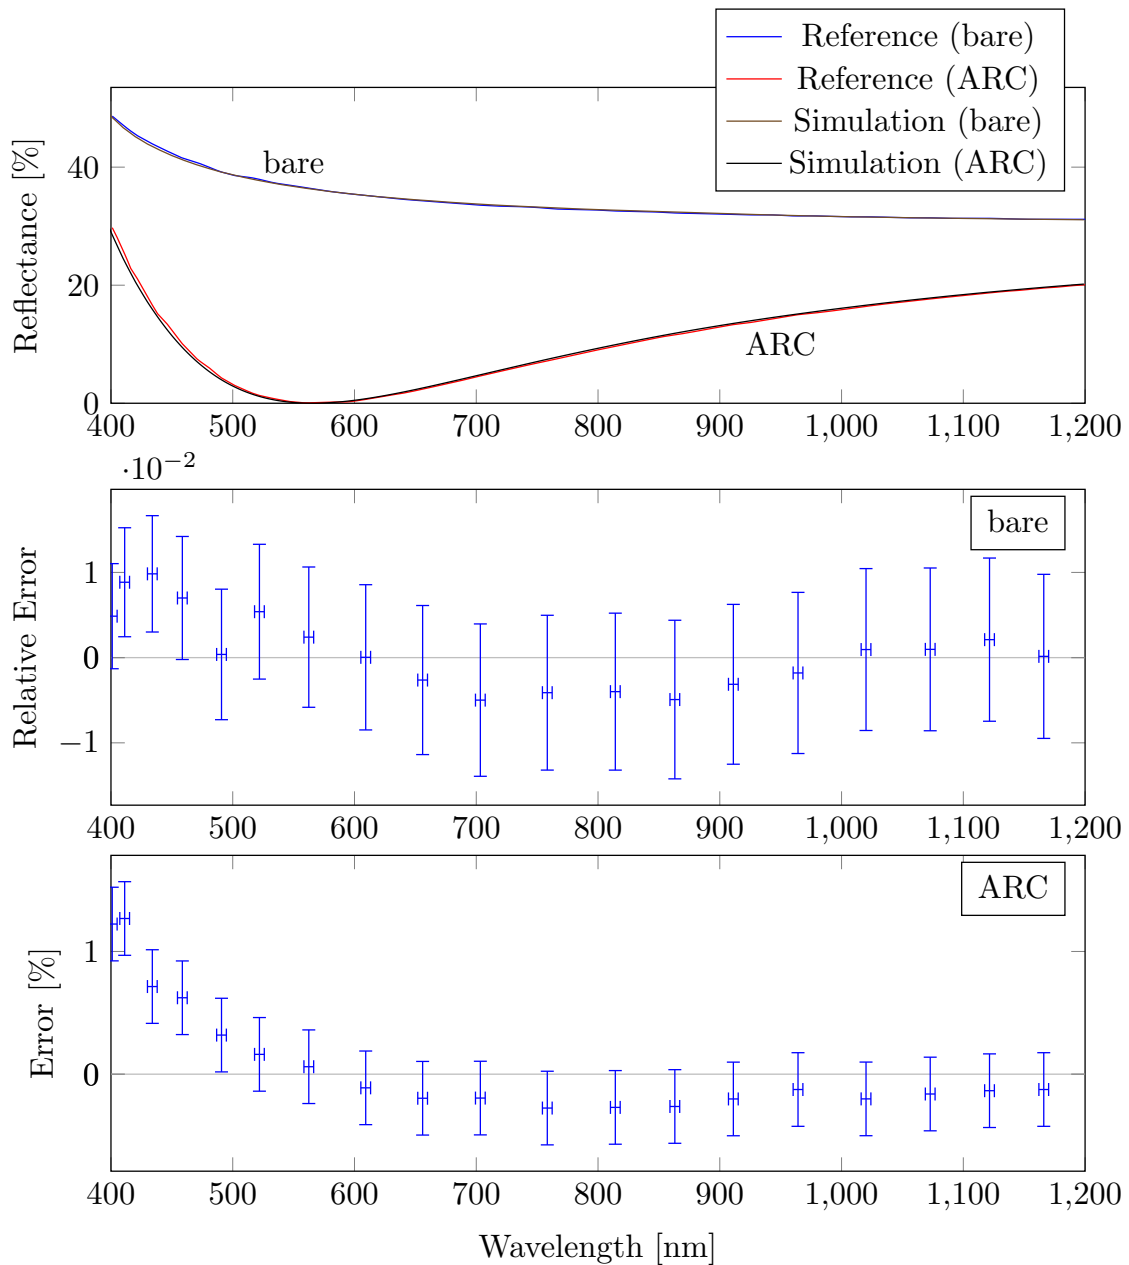 Reference (bare)
Reference (ARC)
Simulation (bare)
Simulation (ARC)
Reflectance [%]
40
20
0
bare
ARC
400 500 600 700 800 900 1,000 1,100 1,200
·10−2
Relative Error
1
0
−1
bare
400 500 600 700 800 900 1,000 1,100 1,200
Error [%]
1
0
ARC
400 500 600 700 800 900 1,000 1,100 1,200
Wavelength [nm]